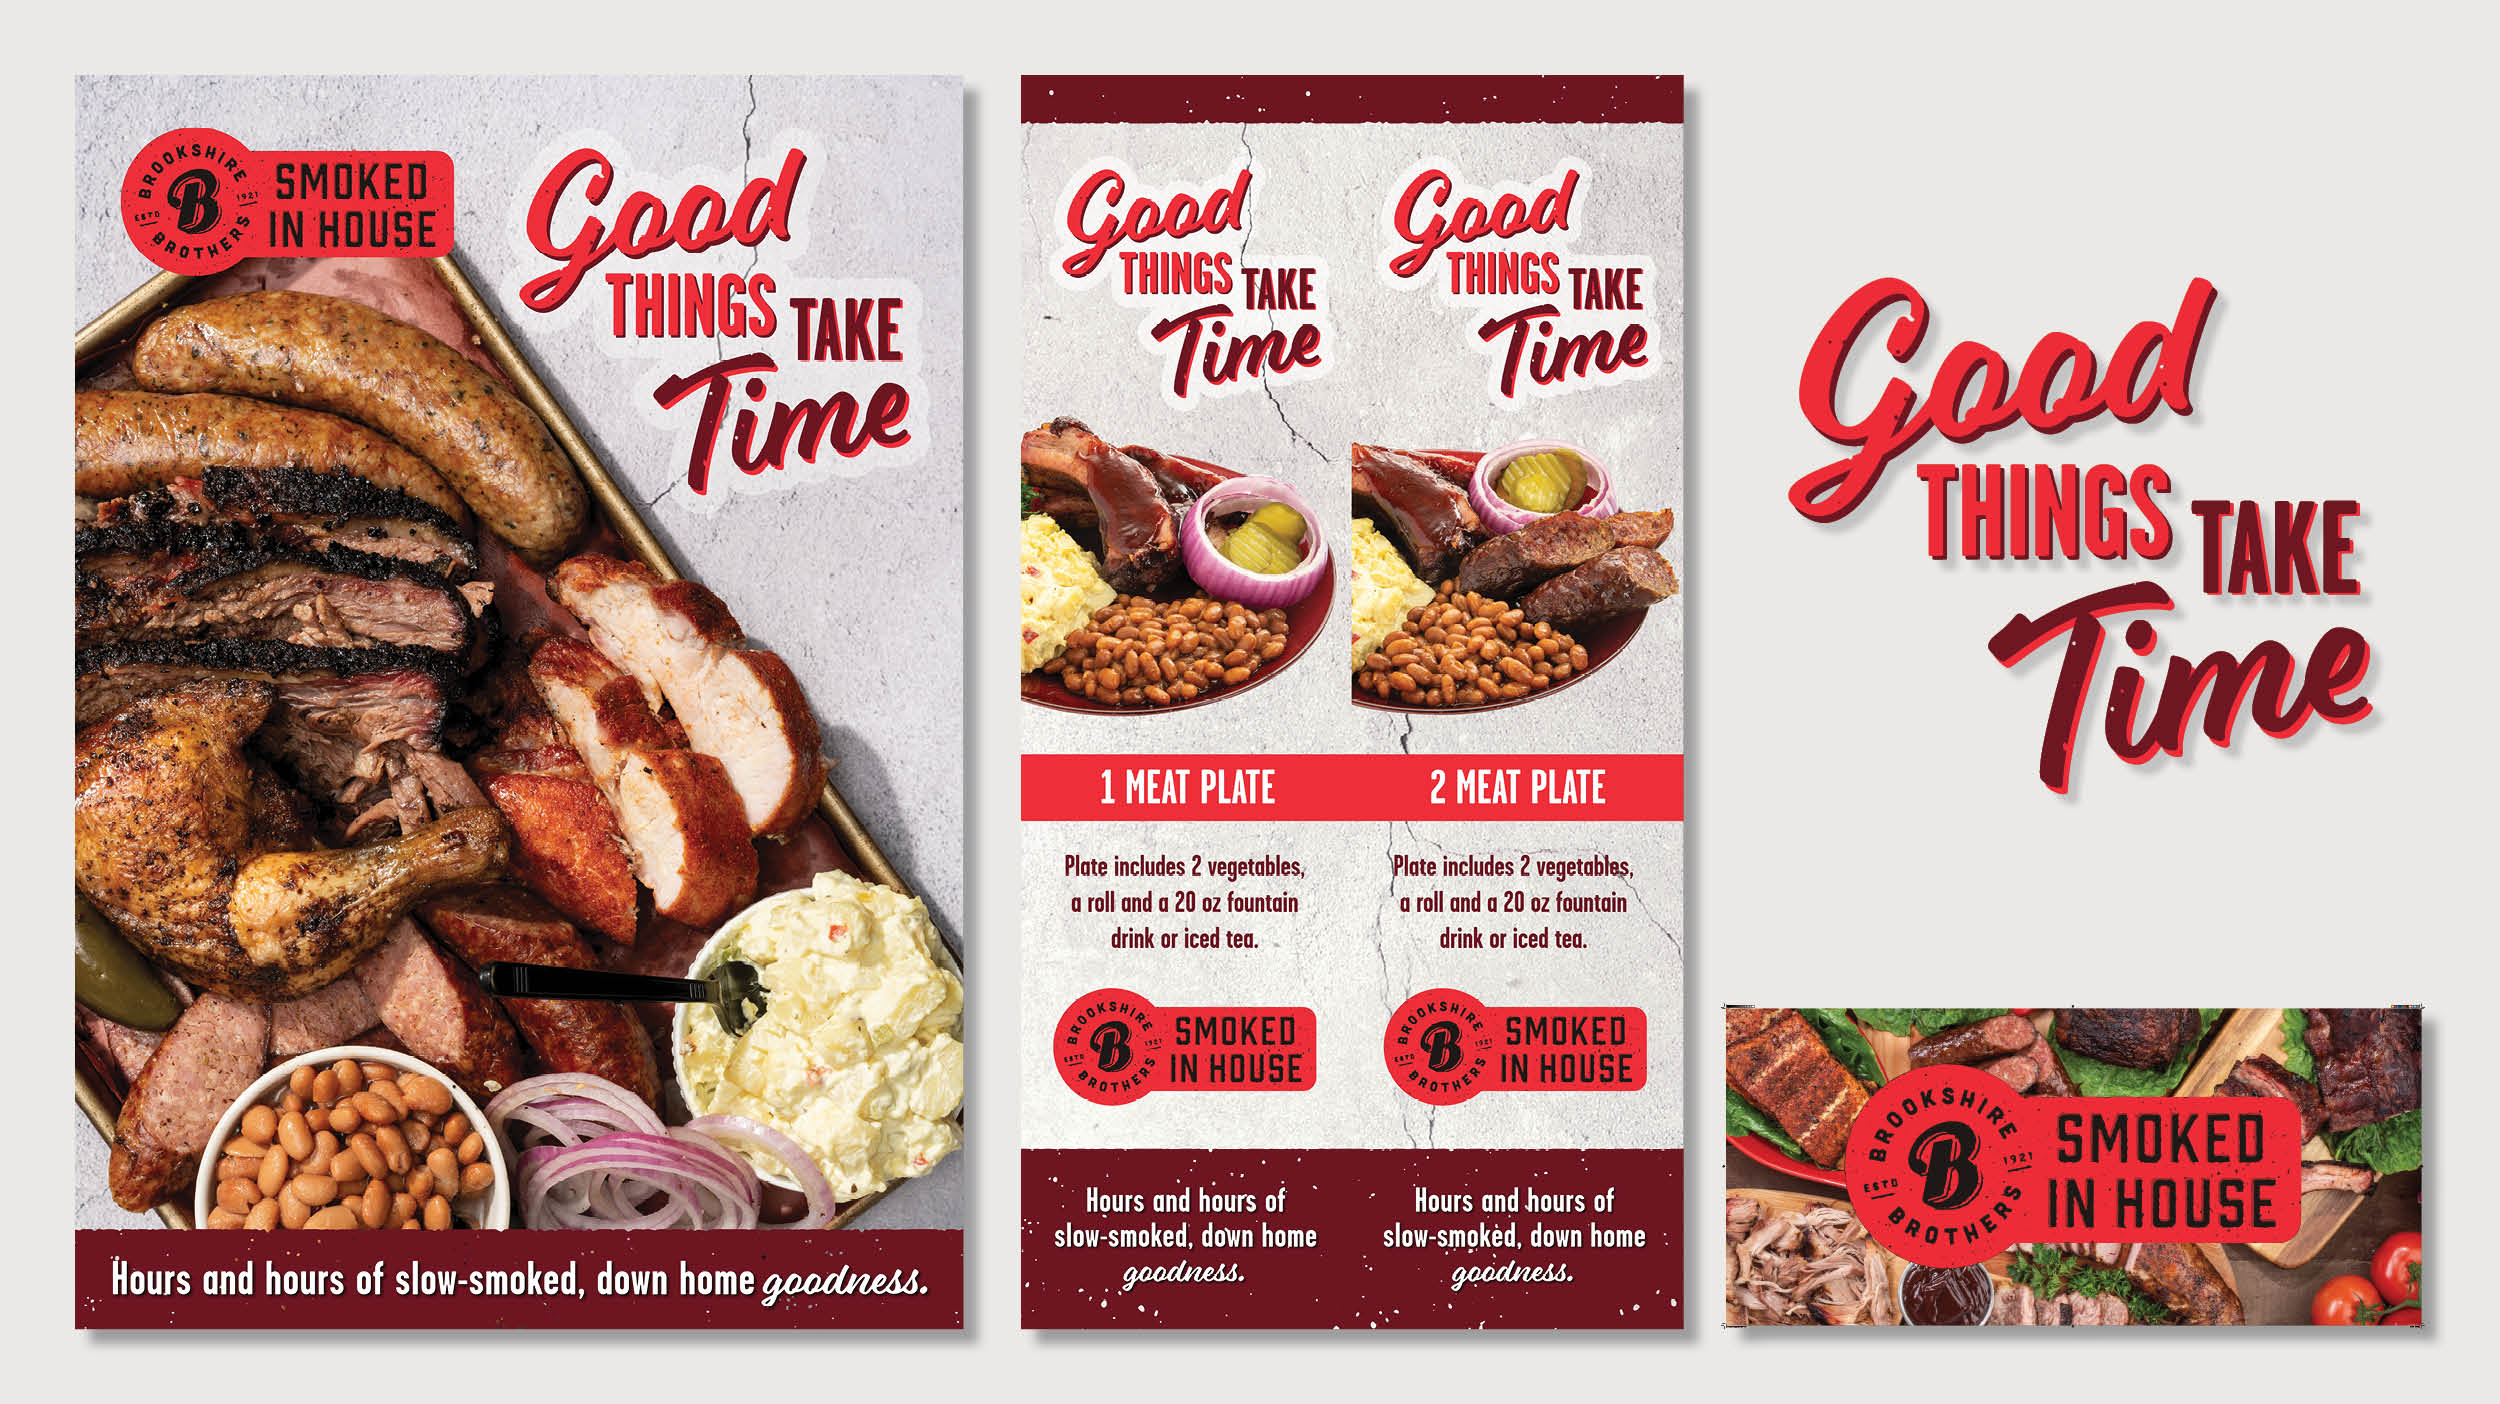 BROOKSHIRE
BROTHERS
ESTD
1921
B
SMOKED
IN HOUSE
Good
THINGS TAKE
Time
Hours and hours of slow-smoked, down home goodness.
Good
THINGS TAKE
Time
1 MEAT PLATE
Plate includes 2 vegetables,
a roll and a 20 oz fountain
drink or iced tea.
BROOKSHIRE
BROTHERS
ESTD
1921
B
SMOKED
IN HOUSE
Hours and hours of
slow-smoked, down home
goodness.
Good
THINGS TAKE
Time
2 MEAT PLATE
Plate includes 2 vegetables,
a roll and a 20 oz fountain
drink or iced tea.
BROOKSHIRE
BROTHERS
ESTD
1921
B
SMOKED
IN HOUSE
Hours and hours of
slow-smoked, down home
goodness.
Good
THINGS TAKE
Time
BROOKSHIRE
BROTHERS
ESTD
1921
B
SMOKED
IN HOUSE